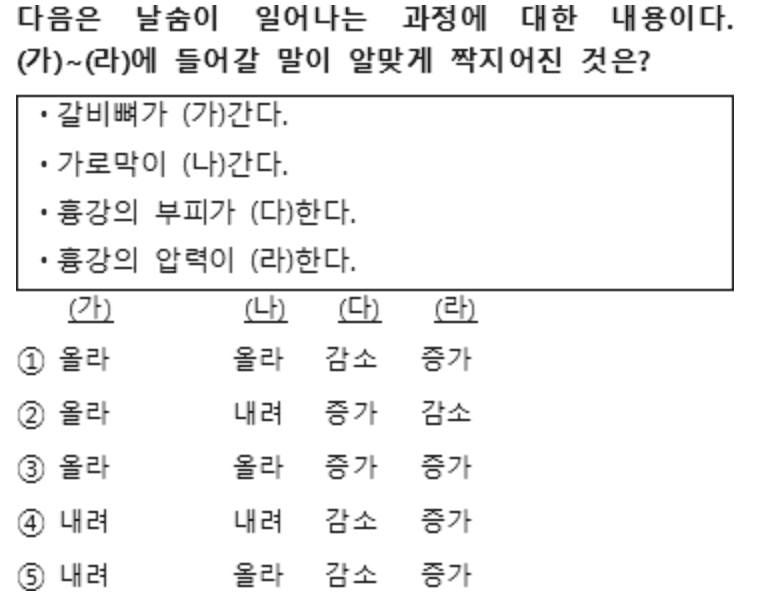 다음은 날숨이 일어나는 과정에 대한 내용이다.
(가)~(라)에 들어갈 말이 알맞게 짝지어진 것은?
•갈비뼈가 (가)간다.
•가로막이 (나)간다.
•흉강의 부피가 (다)한다.
•흉강의 압력이 (라)한다.
(가) (나) (다) (라)
① 올라 올라 감소 증가
② 올라 내려 증가 감소
③ 올라 올라 증가 증가
④ 내려 내려 감소 증가
⑤ 내려 올라 감소 증가